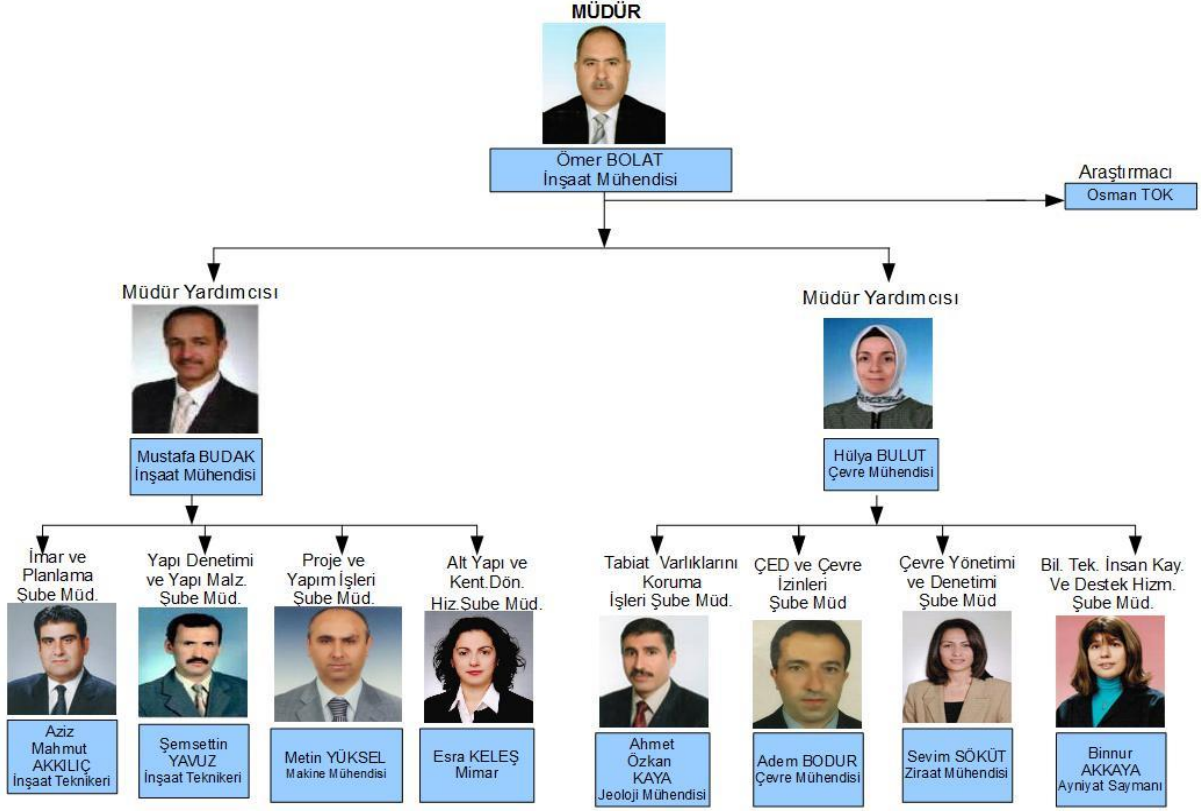 MÜDÜR
Ömer BOLAT
İnşaat Mühendisi
Araştırmacı
Osman TOK
Müdür Yardımcısı
Mustafa BUDAK
İnşaat Mühendisi
Müdür Yardımcısı
Hülya BULUT
Çevre Mühendisi
İmar ve
Planlama
Şube Müd.
Aziz
Mahmut
AKKILIÇ
İnşaat Teknikeri
Yapı Denetimi
ve Yapı Malz.
Şube Müd.
Şemsettin
YAVUZ
İnşaat Teknikeri
Proje ve
Yapım İşleri
Şube Müd.
Metin YÜKSEL
Makine Mühendisi
Alt Yapı ve
Kent.Dön.
Hiz.Şube Müd.
Esra KELEŞ
Mimar
Tabiat Varlıklarını
Koruma
İşleri Şube Müd.
Ahmet
Özkan
KAYA
Jeoloji Mühendisi
ÇED ve Çevre
İzinleri
Şube Müd
Adem BODUR
Çevre Mühendisi
Çevre Yönetimi
ve Denetimi
Şube Müd
Sevim SÖKÜT
Ziraat Mühendisi
Bil. Tek. İnsan Kay.
Ve Destek Hizm.
Şube Müd.
Binnur
AKKAYA
Ayniyat Saymanı